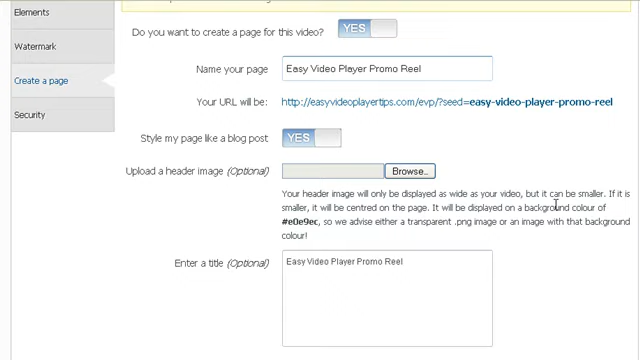 Elements
Do you want to create a page for this video?
YES
Watermark
Name your page
Easy Video Player Promo Reel
Create a page
Your URL will be:
http://easyvideoplayertips.com/evp/?seed=easy-video-player-promo-reel
Security
Style my page like a blog post
YES
Upload a header image (Optional)
Browse..
Your header image will only be displayed as wide as your video, but it can be smaller. If it is
smaller, it will be centred on the page. It will be displayed on a background colour of
#e0e9ec, so we advise either a transparent .png image or an image with that background
colour!
Enter a title (Optional)
Easy Video Player Promo Reel